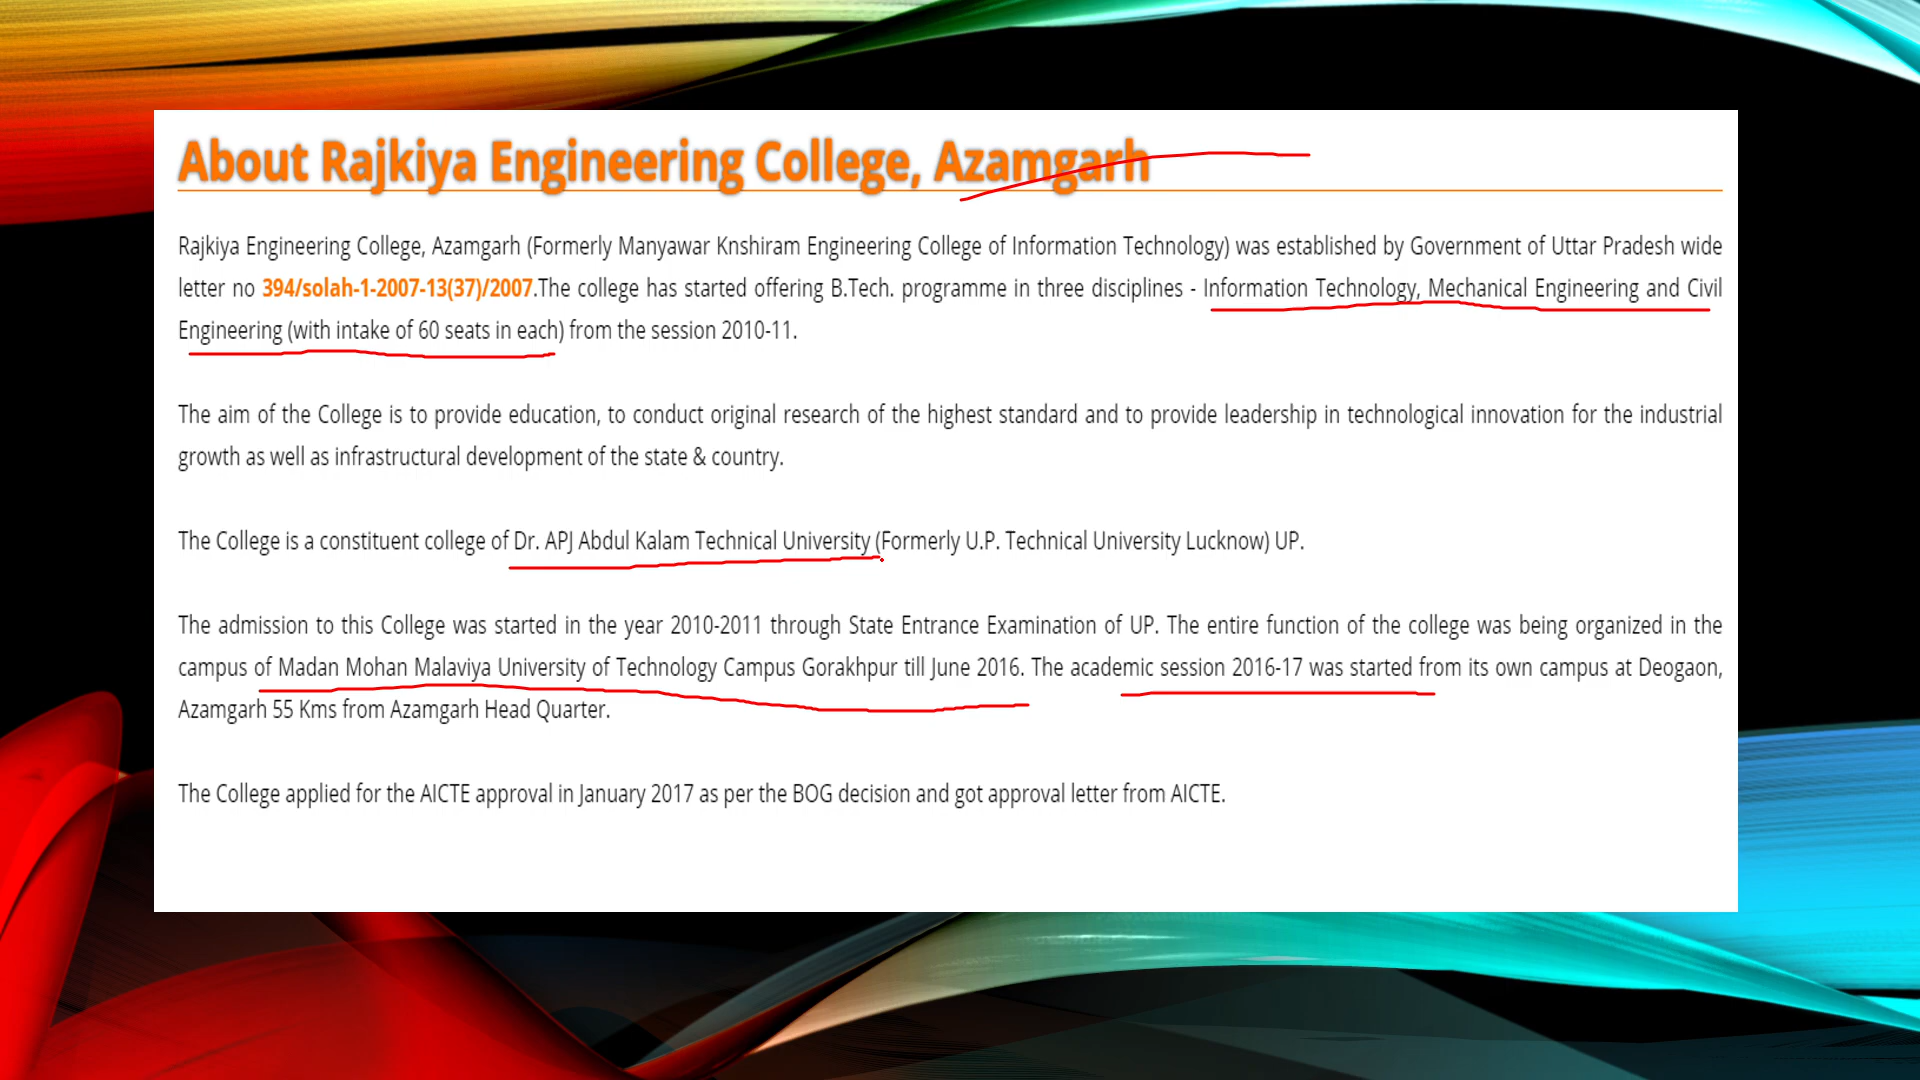 About Rajkiya Engineering College, Azamgarh
Rajkiya Engineering College, Azamgarh (Formerly Manyawar Knshiram Engineering College of Information Technology) was established by Government of Uttar Pradesh wide
letter no 394/solah-1-2007-13(37)/2007.The college has started offering B.Tech. programme in three disciplines - Information Technology, Mechanical Engineering and Civil
Engineering (with intake of 60 seats in each) from the session 2010-11.
The aim of the College is to provide education, to conduct original research of the highest standard and to provide leadership in technological innovation for the industrial
growth as well as infrastructural development of the state & country.
The College is a constituent college of Dr. APJ Abdul Kalam Technical University (Formerly U.P. Technical University Lucknow) UP.
The admission to this College was started in the year 2010-2011 through State Entrance Examination of UP. The entire function of the college was being organized in the
campus of Madan Mohan Malaviya University of Technology Campus Gorakhpur till June 2016. The academic session 2016-17 was started from its own campus at Deogaon,
Azamgarh 55 Kms from Azamgarh Head Quarter.
The College applied for the AICTE approval in January 2017 as per the BOG decision and got approval letter from AICTE.